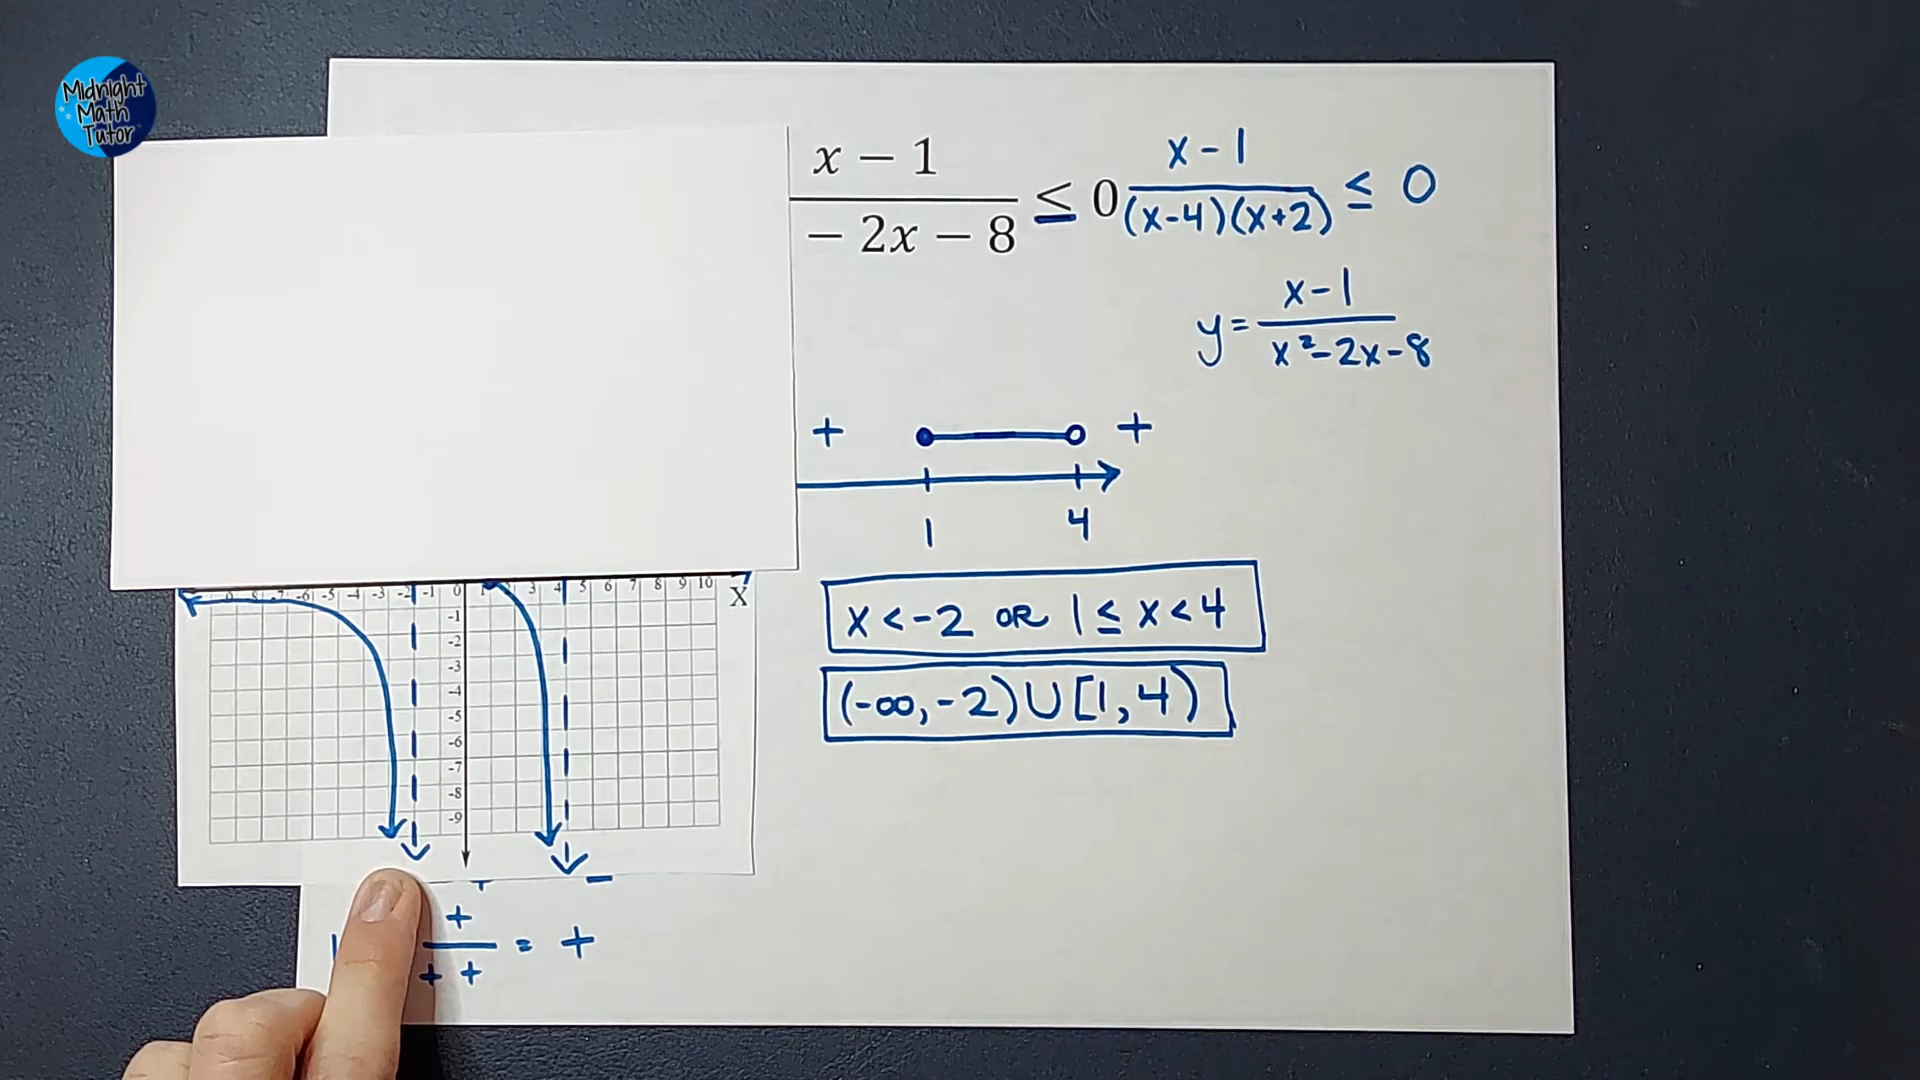 Midnight
Math
Tutor
x − 1
− 2x − 8
≤ 0
x - 1
(x-4)(x+2)
≤ 0
y = x - 1
x² - 2x - 8
+ +
1 4
x < -2 OR 1 ≤ x < 4
(-∞, -2) ∪ [1, 4)
-6 -5 -4 -3 -2 -1 0 1 3 4 5 6 7 8 9 10
X
-1
-2
-3
-4
-5
-6
-7
-8
-9
+
+ + = +